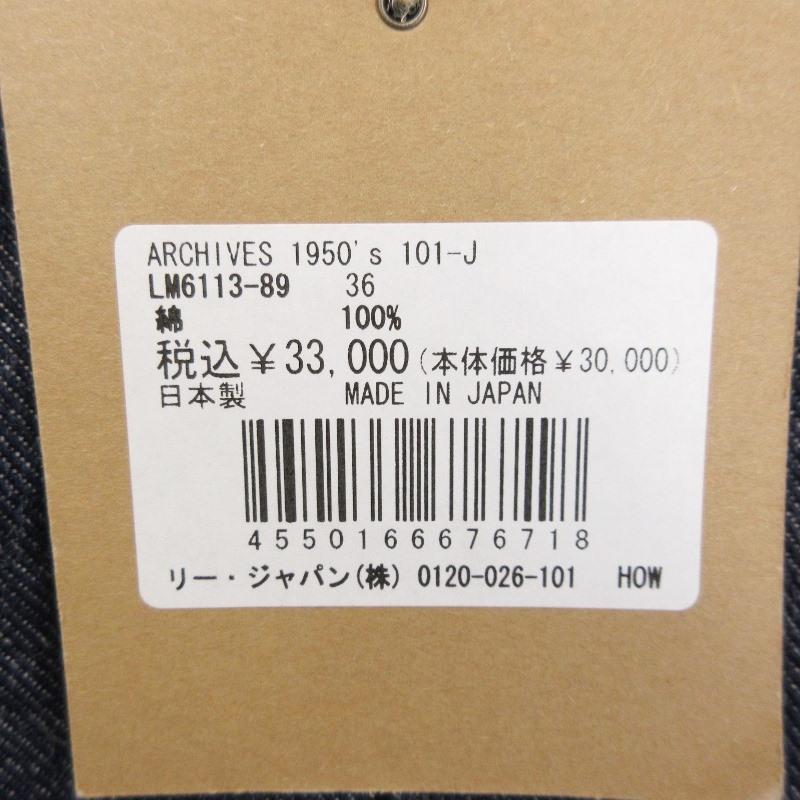 ARCHIVES 1950's 101-J
LM6113-89 36
綿 100%
税込¥33,000(本体価格¥30,000)
日本製 MADE IN JAPAN
4550166676718
リー・ジャパン(株) 0120-026-101 HOW